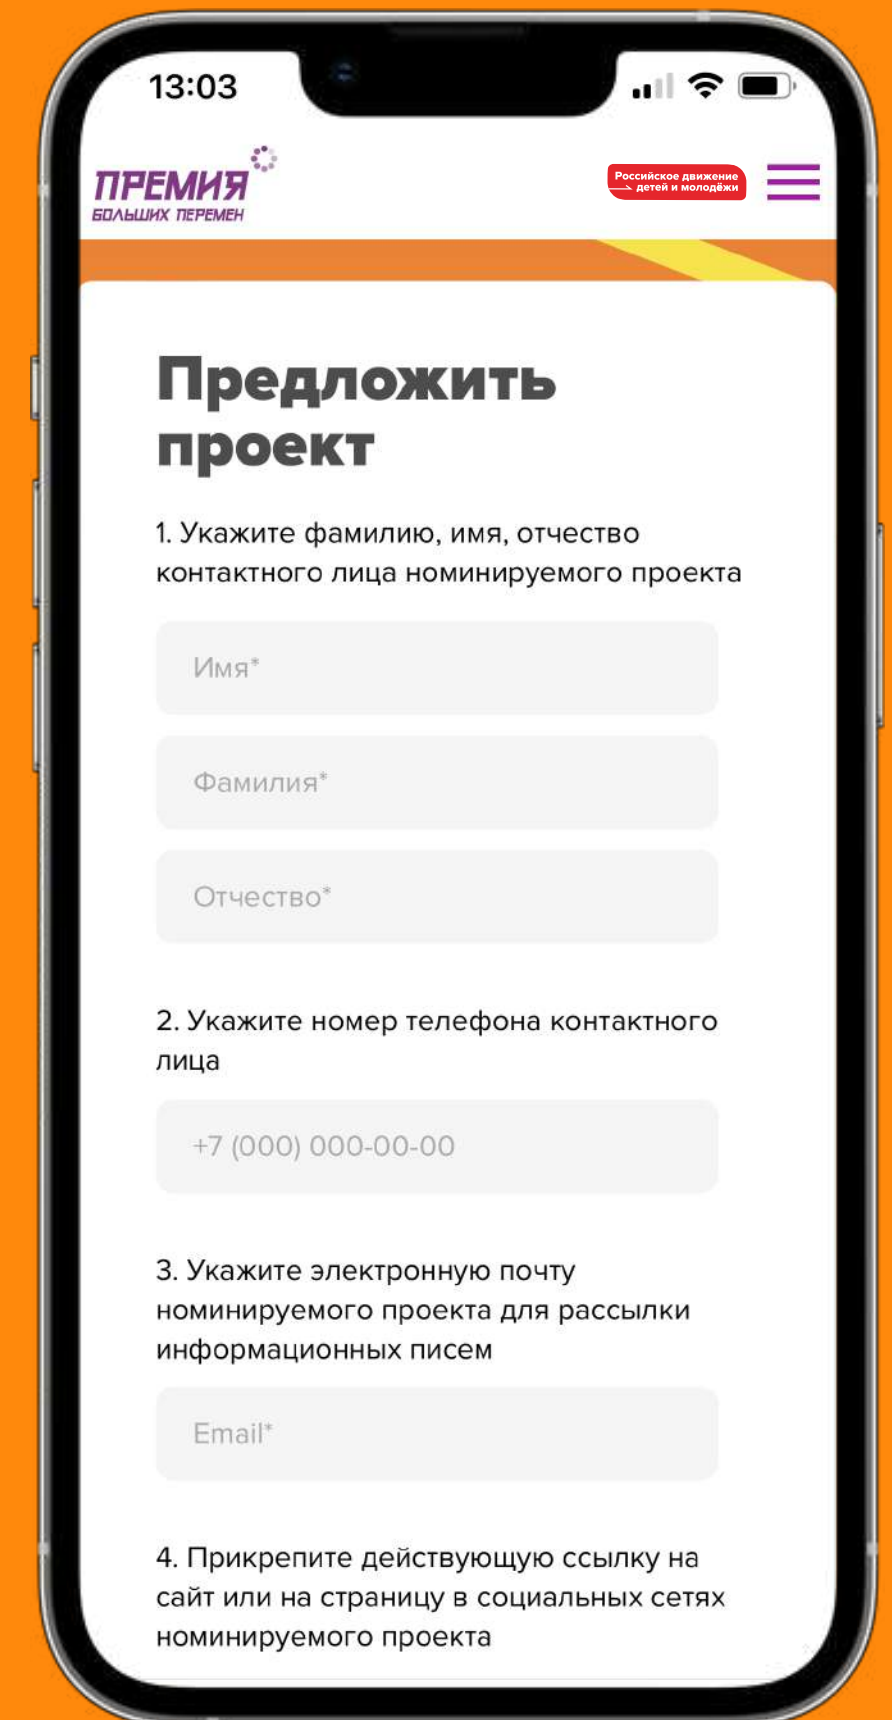 13:03
ПРЕМИЯ
БОЛЬШИХ ПЕРЕМЕН
Российское движение
детей и молодёжи
Предложить
проект
1. Укажите фамилию, имя, отчество
контактного лица номинируемого проекта
Имя*
Фамилия*
Отчество*
2. Укажите номер телефона контактного
лица
+7 (000) 000-00-00
3. Укажите электронную почту
номинируемого проекта для рассылки
информационных писем
Email*
4. Прикрепите действующую ссылку на
сайт или на страницу в социальных сетях
номинируемого проекта